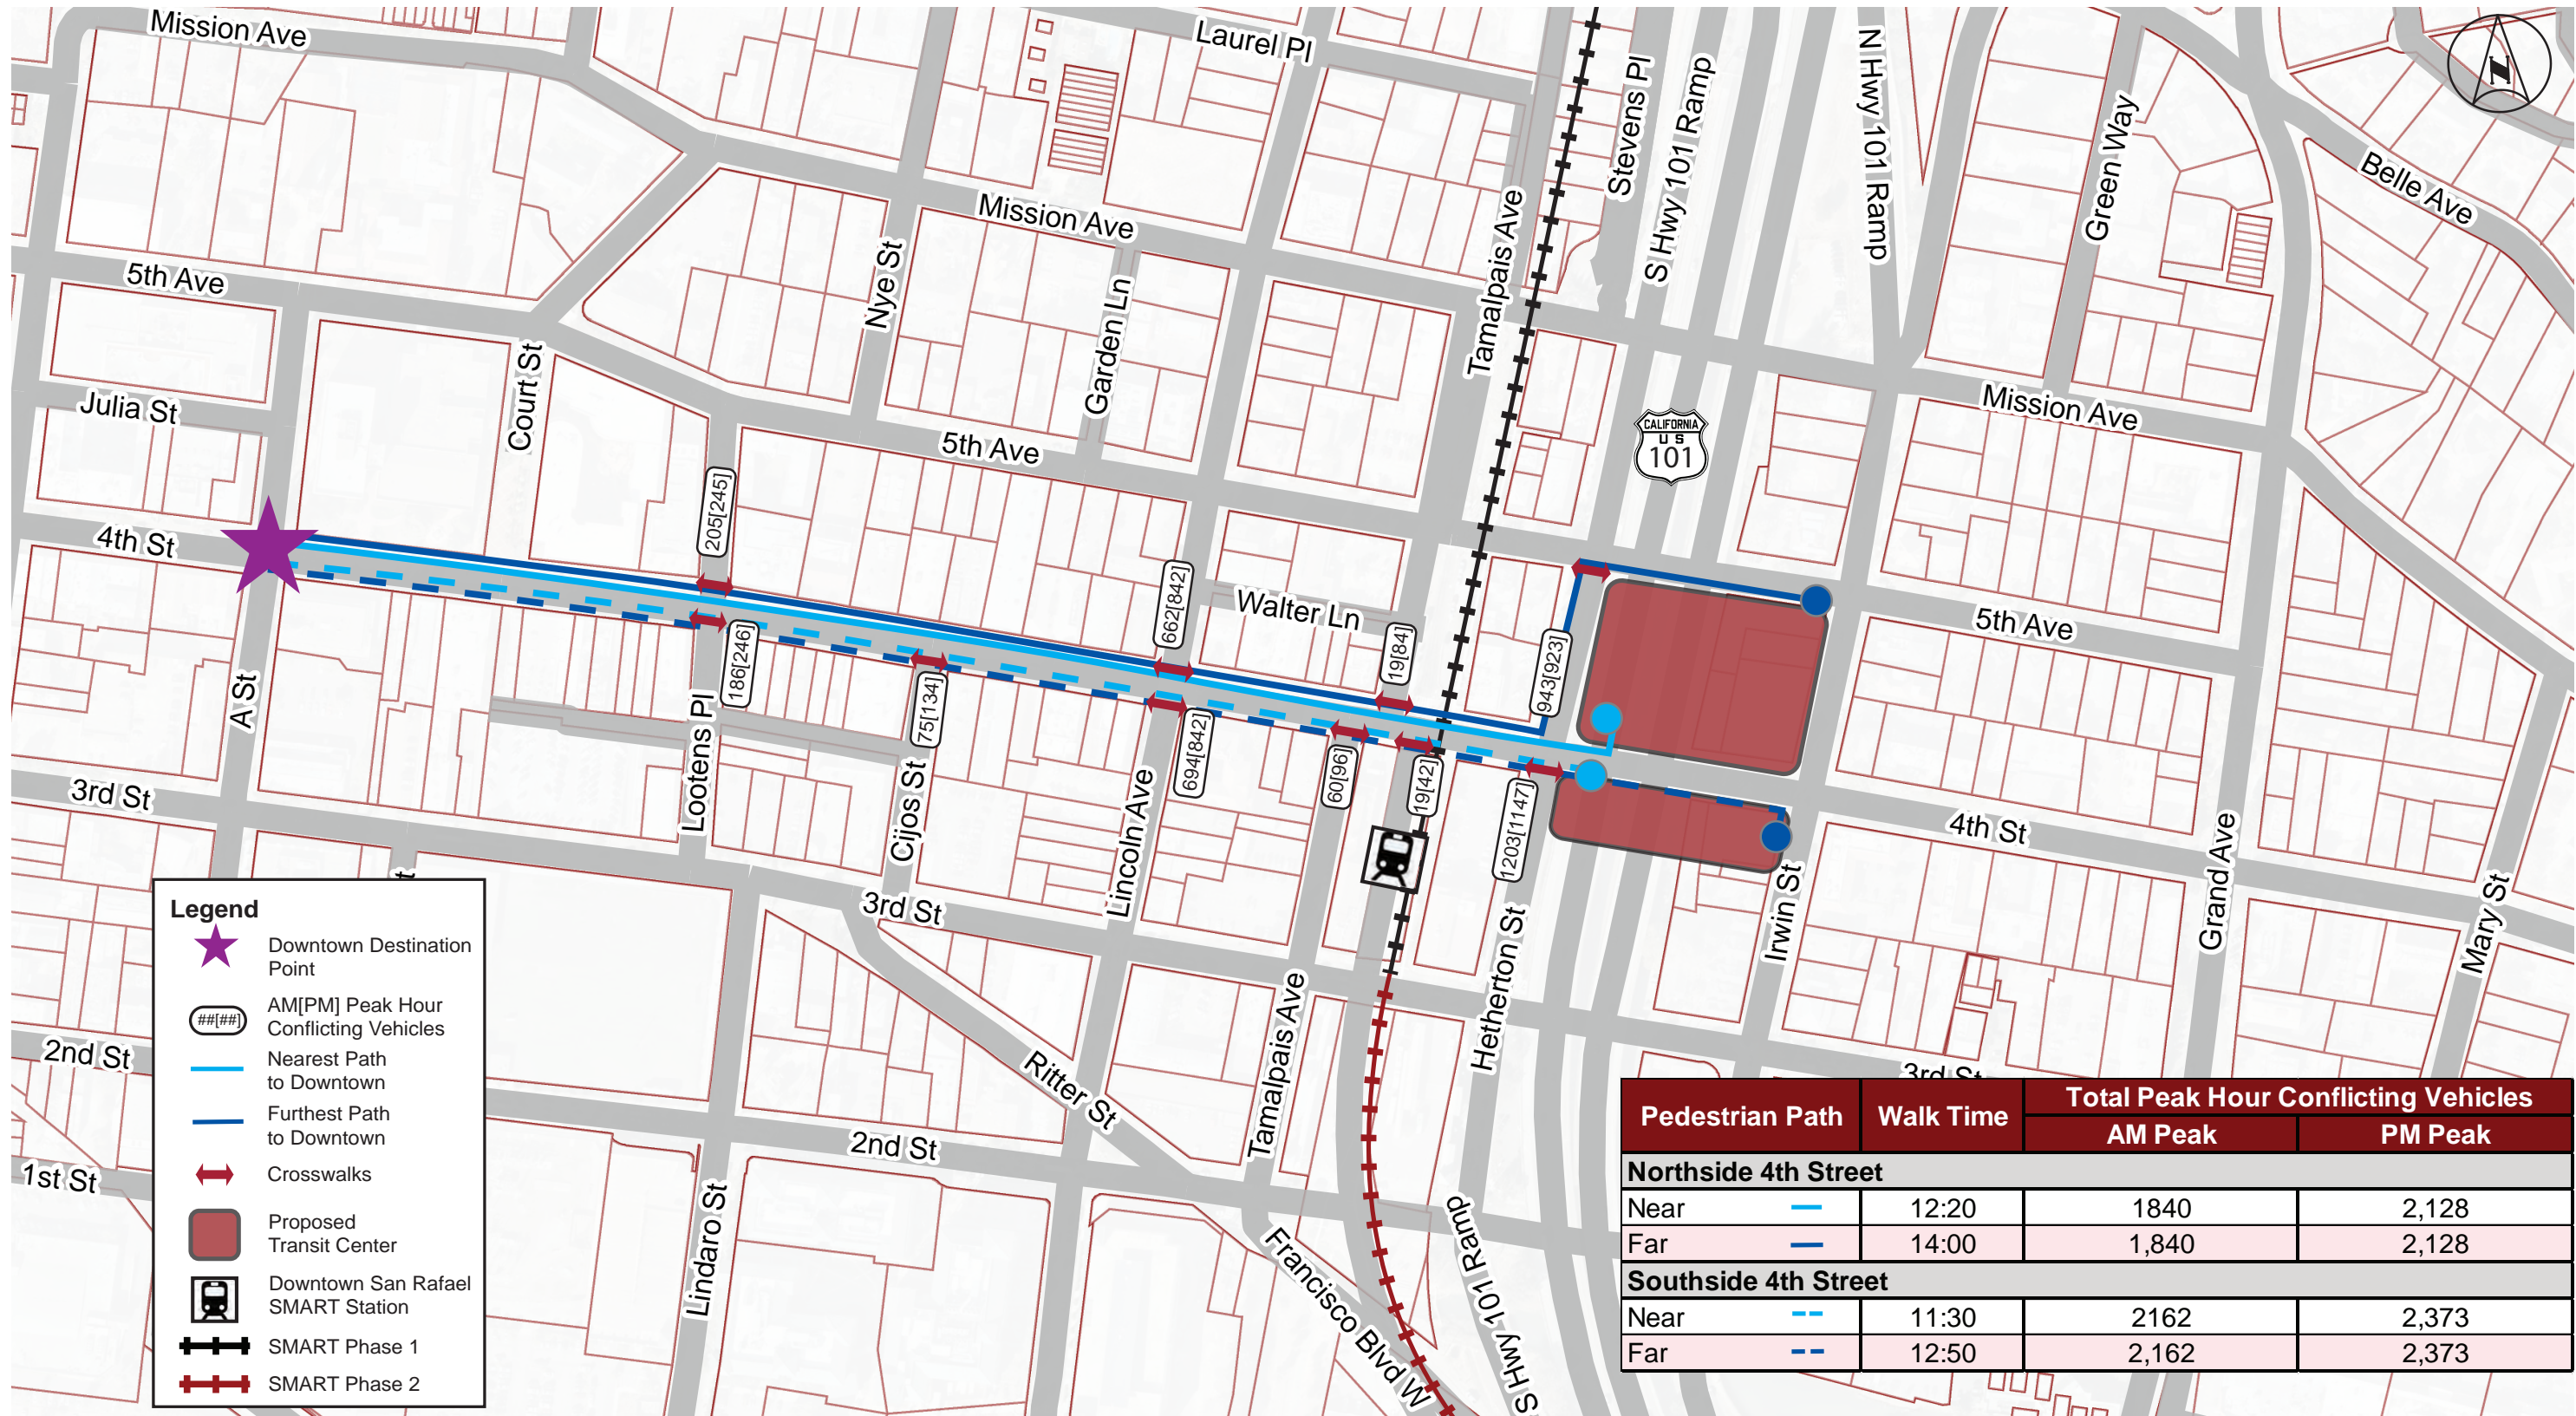 Mission Ave
Laurel Pl
Stevens Pl
S Hwy 101 Ramp
N Hwy 101 Ramp
Green Way
Belle Ave
N
Mission Ave
Tamalpais Ave
5th Ave
Nye St
Garden Ln
Court St
Julia St
5th Ave
CALIFORNIA
U S
101
Mission Ave
4th St
205[245]
662[842]
Walter Ln
19[84]
943[923]
5th Ave
A St
186[246]
75[134]
694[842]
60[96]
19[42]
1203[1147]
3rd St
Lootens Pl
Cijos St
Lincoln Ave
4th St
Grand Ave
Mary St
Irwin St
Hetherton St
3rd St
t
2nd St
Ritter St
Tamalpais Ave
3rd St
1st St
2nd St
Lindaro St
Francisco Blvd W
S Hwy 101 Ramp
S Hwy
Legend
Downtown Destination
Point
##[##]
AM[PM] Peak Hour
Conflicting Vehicles
Nearest Path
to Downtown
Furthest Path
to Downtown
Crosswalks
Proposed
Transit Center
Downtown San Rafael
SMART Station
SMART Phase 1
SMART Phase 2
Pedestrian Path Walk Time Total Peak Hour Conflicting Vehicles
AM Peak PM Peak
Northside 4th Street
Near 12:20 1840 2,128
Far 14:00 1,840 2,128
Southside 4th Street
Near 11:30 2162 2,373
Far 12:50 2,162 2,373